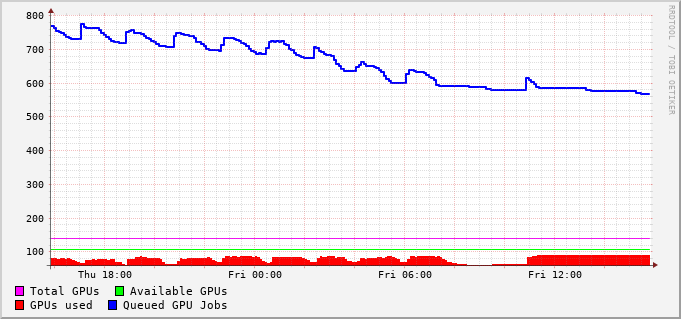 800
700
600
500
400
300
200
100
Thu 18:00 Fri 00:00 Fri 06:00 Fri 12:00
Total GPUs Available GPUs
GPUs used Queued GPU Jobs
RRDTOOL / TOBI OETIKER